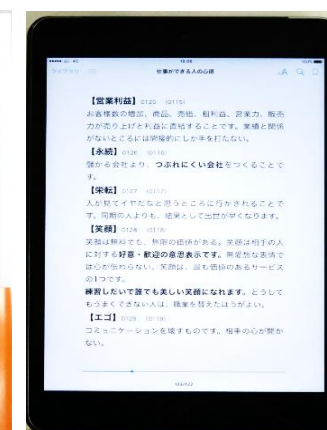 仕事ができる人の心得
【営業利益】0125 (0115)
お客様数の増加、商品、売価、粗利益、営業力、販売
力が売り上げと利益に直結することです。業績と関係
がないところには間接的にしか手を打たない。
【永続】0126 (0116)
儲かる会社より、つぶれにくい会社をつくることで
す。
【栄転】0127 (0117)
人が見てイヤだなと思うところに行かされることで
す。同期の人よりも、結果として出世が早くなります。
【笑顔】0128 (0118)
笑顔は無料でも、無限の価値がある。笑顔は相手の人
に対する好意・歓迎の意思表示です。無愛想な表情で
は心が伝わらない。笑顔は、最も価値のあるサービス
の1つです。
練習しだいで誰でも美しい笑顔になれます。どうして
もうまくできない人は、職業を替えたほうがよい。
【エゴ】0129 (0119)
コミュニケーションを壊すものです。相手の心が開か
ない。